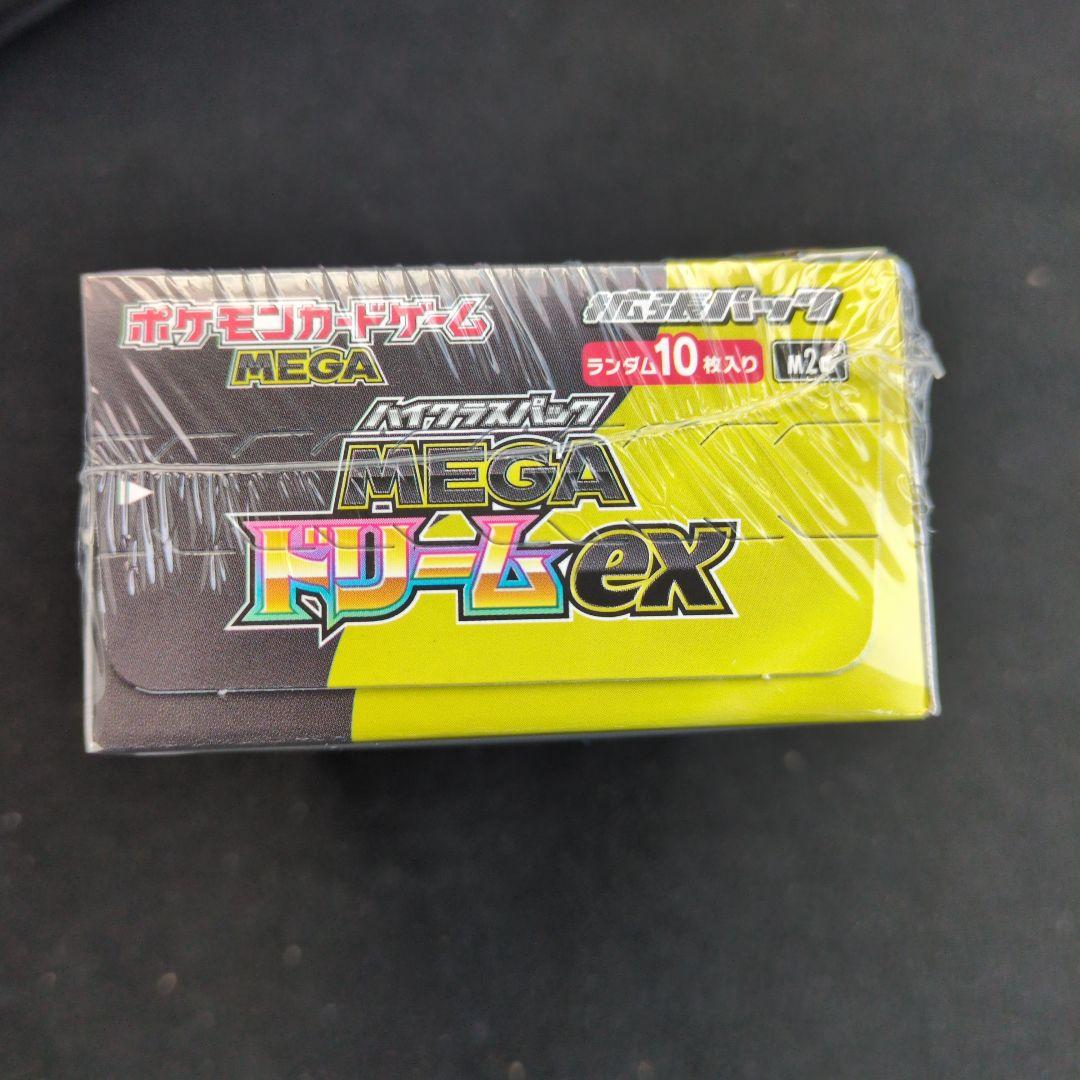 ポケモンカードゲーム
MEGA
拡張パック
ランダム10枚入り
M2a
ハイクラスパック
MEGA
ドリームex